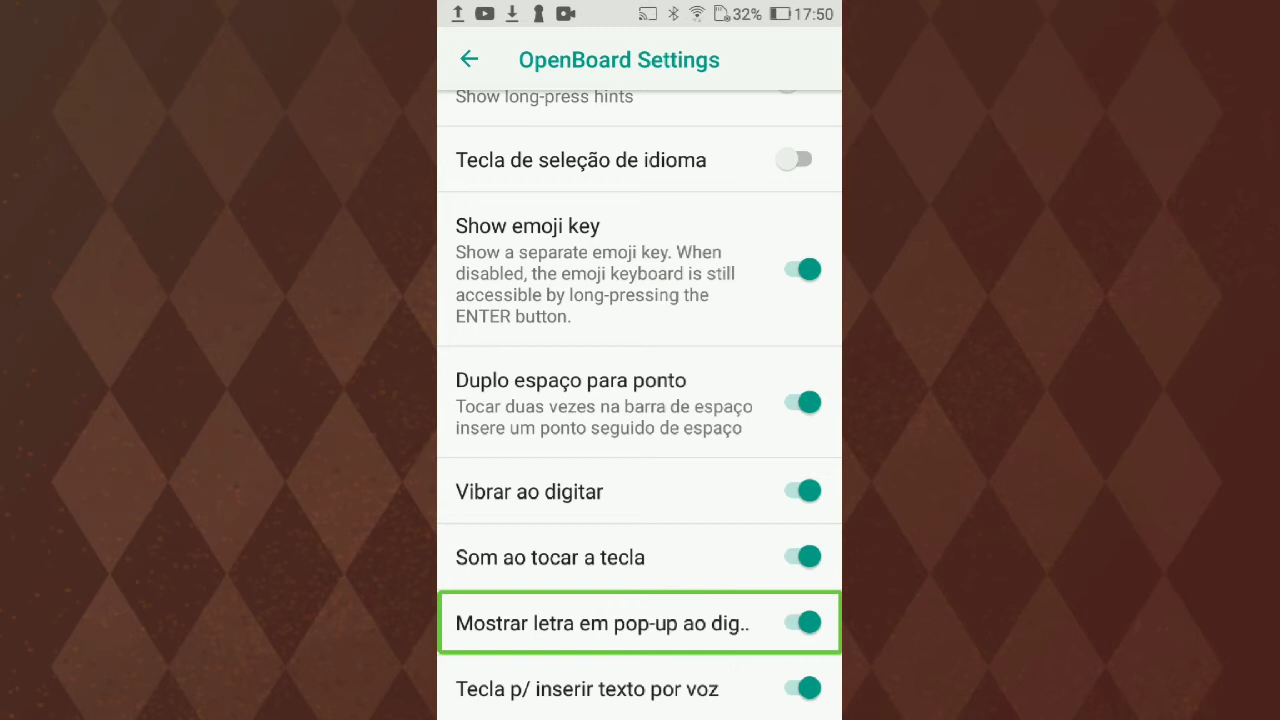 32% 17:50
OpenBoard Settings
Show long-press hints
Tecla de seleção de idioma
Show emoji key
Show a separate emoji key. When
disabled, the emoji keyboard is still
accessible by long-pressing the
ENTER button.
Duplo espaço para ponto
Tocar duas vezes na barra de espaço
insere um ponto seguido de espaço
Vibrar ao digitar
Som ao tocar a tecla
Mostrar letra em pop-up ao dig..
Tecla p/ inserir texto por voz